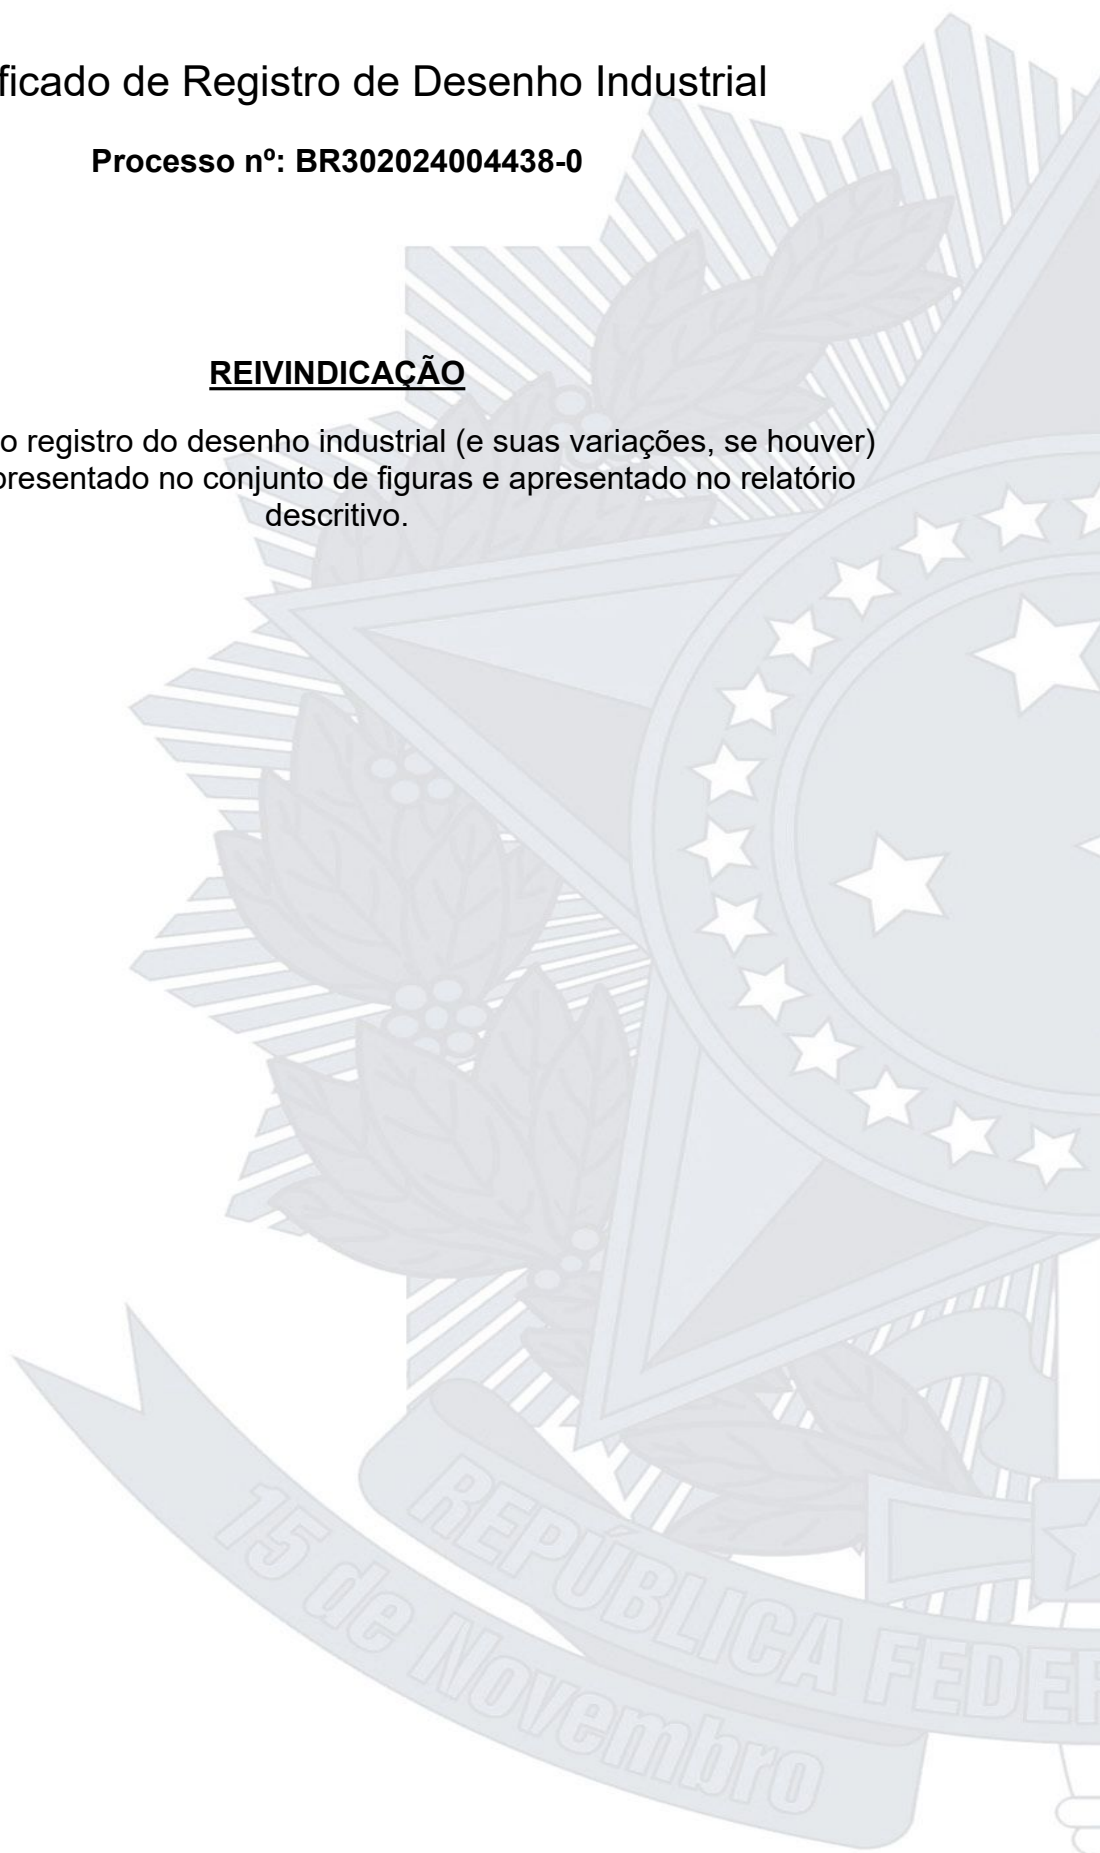 ficado de Registro de Desenho Industrial
Processo nº: BR302024004438-0
REIVINDICAÇÃO
o registro do desenho industrial (e suas variações, se houver)
presentado no conjunto de figuras e apresentado no relatório
descritivo.
REPÚBLICA FEDER
15 de Novembro